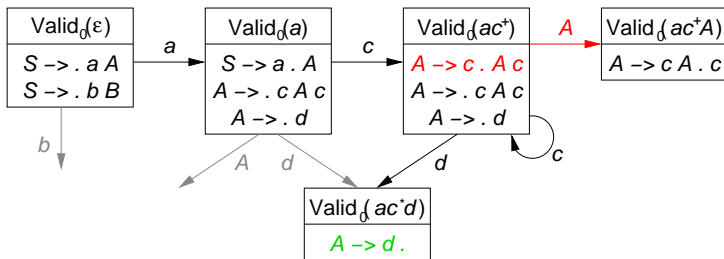 Valid₀(ε)
S −> . a A
S −> . b B
a
b
Valid₀(a)
S −> a . A
A −> . c A c
A −> . d
c
A
d
Valid₀(ac⁺)
A −> c . A c
A −> . c A c
A −> . d
A
c
d
Valid₀(ac⁺A)
A −> c A . c
Valid₀(ac*d)
A −> d .